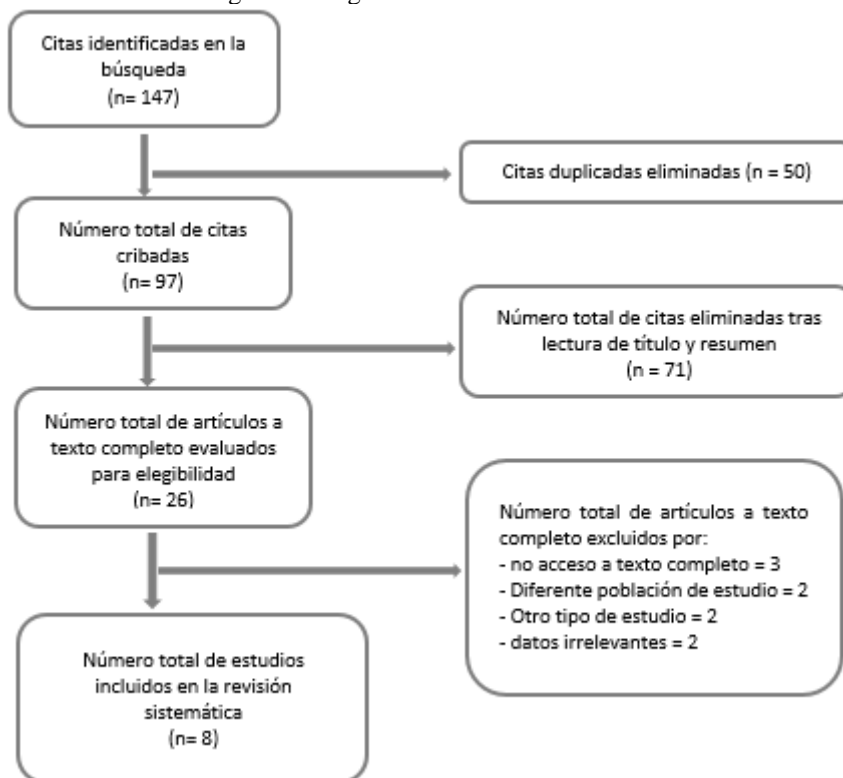 Citas identificadas en la
búsqueda
(n= 147)
Citas duplicadas eliminadas (n = 50)
Número total de citas
cribadas
(n= 97)
Número total de citas eliminadas tras
lectura de título y resumen
(n = 71)
Número total de artículos a
texto completo evaluados
para elegibilidad
(n= 26)
Número total de artículos a texto
completo excluidos por:
- no acceso a texto completo = 3
- Diferente población de estudio = 2
- Otro tipo de estudio = 2
- datos irrelevantes = 2
Número total de estudios
incluidos en la revisión
sistemática
(n= 8)